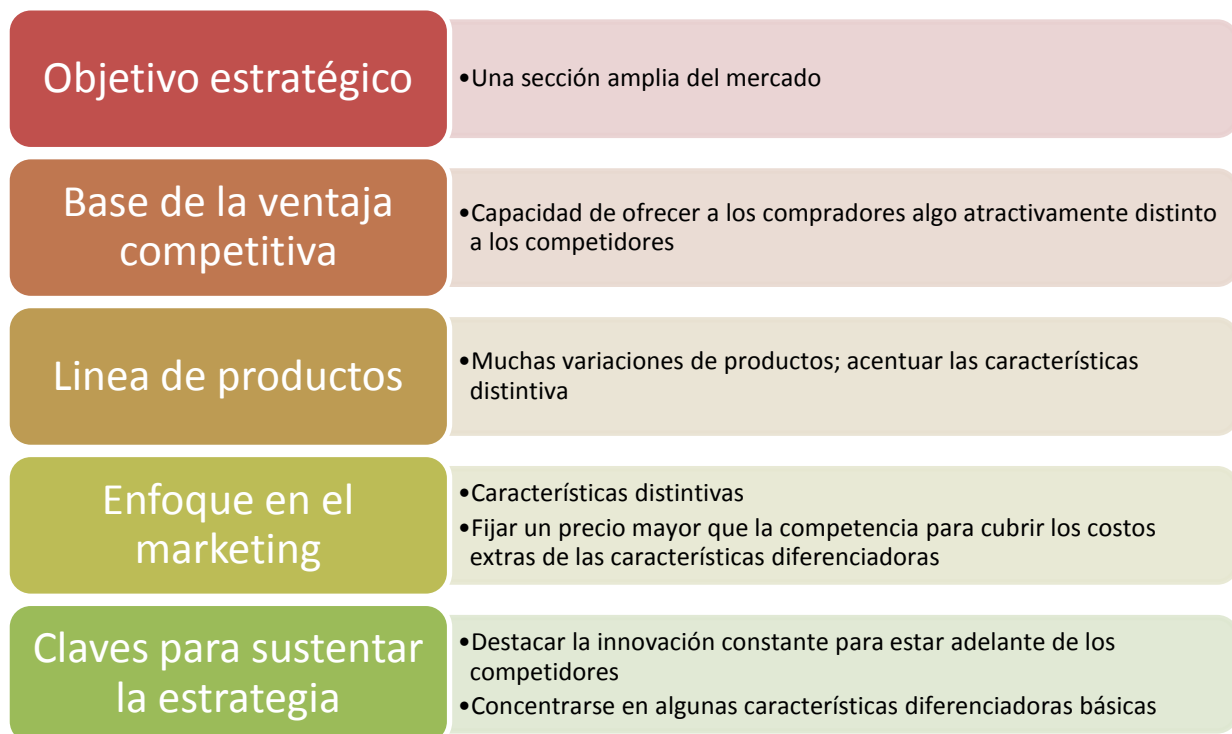 Objetivo estratégico
•Una sección amplia del mercado
Base de la ventaja
competitiva
•Capacidad de ofrecer a los compradores algo atractivamente distinto
a los competidores
Linea de productos
•Muchas variaciones de productos; acentuar las características
distintiva
Enfoque en el
marketing
•Características distintivas
•Fijar un precio mayor que la competencia para cubrir los costos
extras de las características diferenciadoras
Claves para sustentar
la estrategia
•Destacar la innovación constante para estar adelante de los
competidores
•Concentrarse en algunas características diferenciadoras básicas